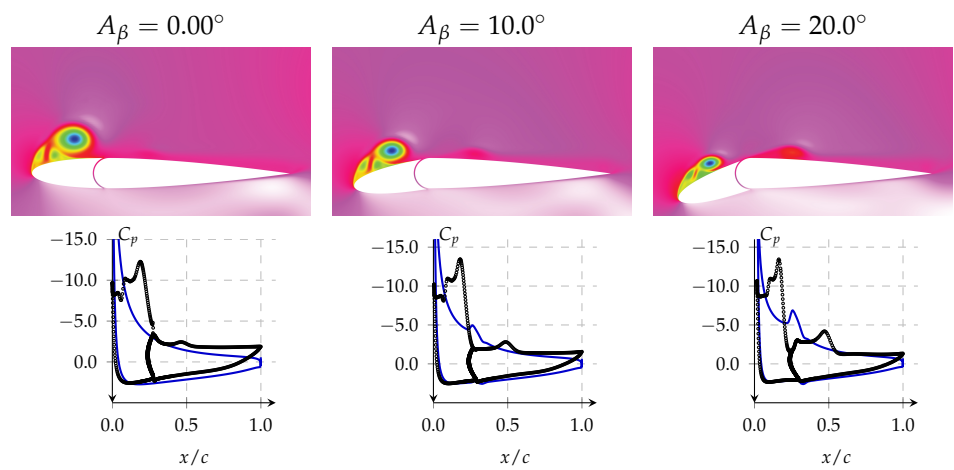 A_β = 0.00° A_β = 10.0° A_β = 20.0°
C_p C_p C_p
−15.0 −15.0 −15.0
−10.0 −10.0 −10.0
−5.0 −5.0 −5.0
0.0 0.0 0.0
0.0 0.5 1.0 0.0 0.5 1.0 0.0 0.5 1.0
x/c x/c x/c